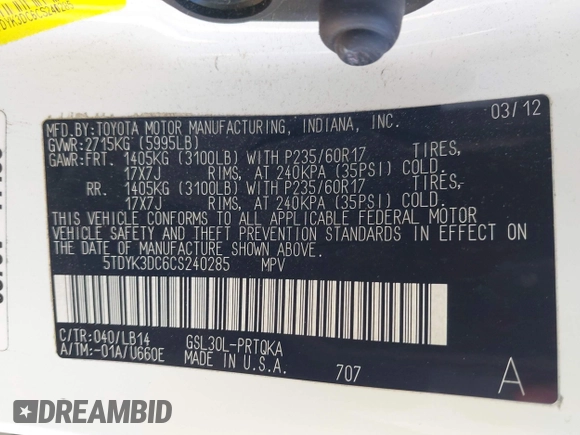 MFD.BY:TOYOTA MOTOR MANUFACTURING, INDIANA, INC. 03/12
GVWR:2715KG (5995LB)
GAWR:FRT. 1405KG (3100LB) WITH P235/60R17 TIRES,
17X7J RIMS, AT 240KPA (35PSI) COLD.
RR. 1405KG (3100LB) WITH P235/60R17 TIRES,
17X7J RIMS, AT 240KPA (35PSI) COLD.
THIS VEHICLE CONFORMS TO ALL APPLICABLE FEDERAL MOTOR
VEHICLE SAFETY AND THEFT PREVENTION STANDARDS IN EFFECT
ON THE DATE OF MANUFACTURE SHOWN ABOVE.
5TDYK3DC6CS240285 MPV
C/TR:040/LB14 GSL30L-PRTQKA
A/TM:-01A/U660E MADE IN U.S.A. 707 A
DREAMBID